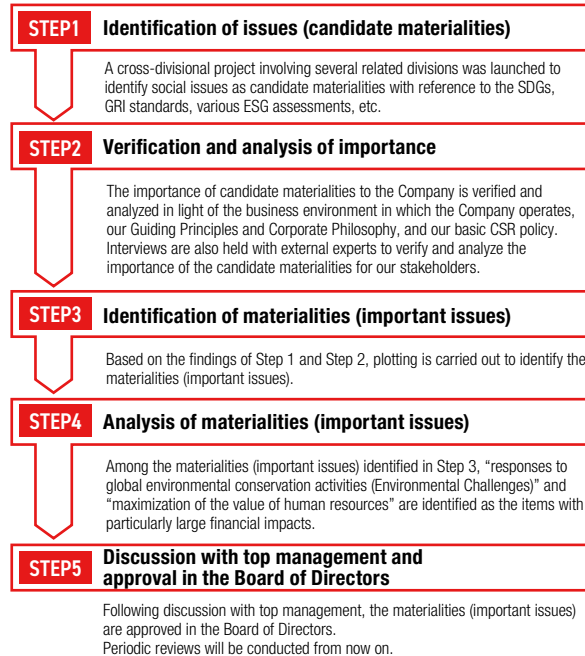 STEP1 Identification of issues (candidate materialities)
A cross-divisional project involving several related divisions was launched to
identify social issues as candidate materialities with reference to the SDGs,
GRI standards, various ESG assessments, etc.
STEP2 Verification and analysis of importance
The importance of candidate materialities to the Company is verified and
analyzed in light of the business environment in which the Company operates,
our Guiding Principles and Corporate Philosophy, and our basic CSR policy.
Interviews are also held with external experts to verify and analyze the
importance of the candidate materialities for our stakeholders.
STEP3 Identification of materialities (important issues)
Based on the findings of Step 1 and Step 2, plotting is carried out to identify the
materialities (important issues).
STEP4 Analysis of materialities (important issues)
Among the materialities (important issues) identified in Step 3, “responses to
global environmental conservation activities (Environmental Challenges)" and
“maximization of the value of human resources” are identified as the items with
particularly large financial impacts.
STEP5 Discussion with top management and
approval in the Board of Directors
Following discussion with top management, the materialities (important issues)
are approved in the Board of Directors.
Periodic reviews will be conducted from now on.